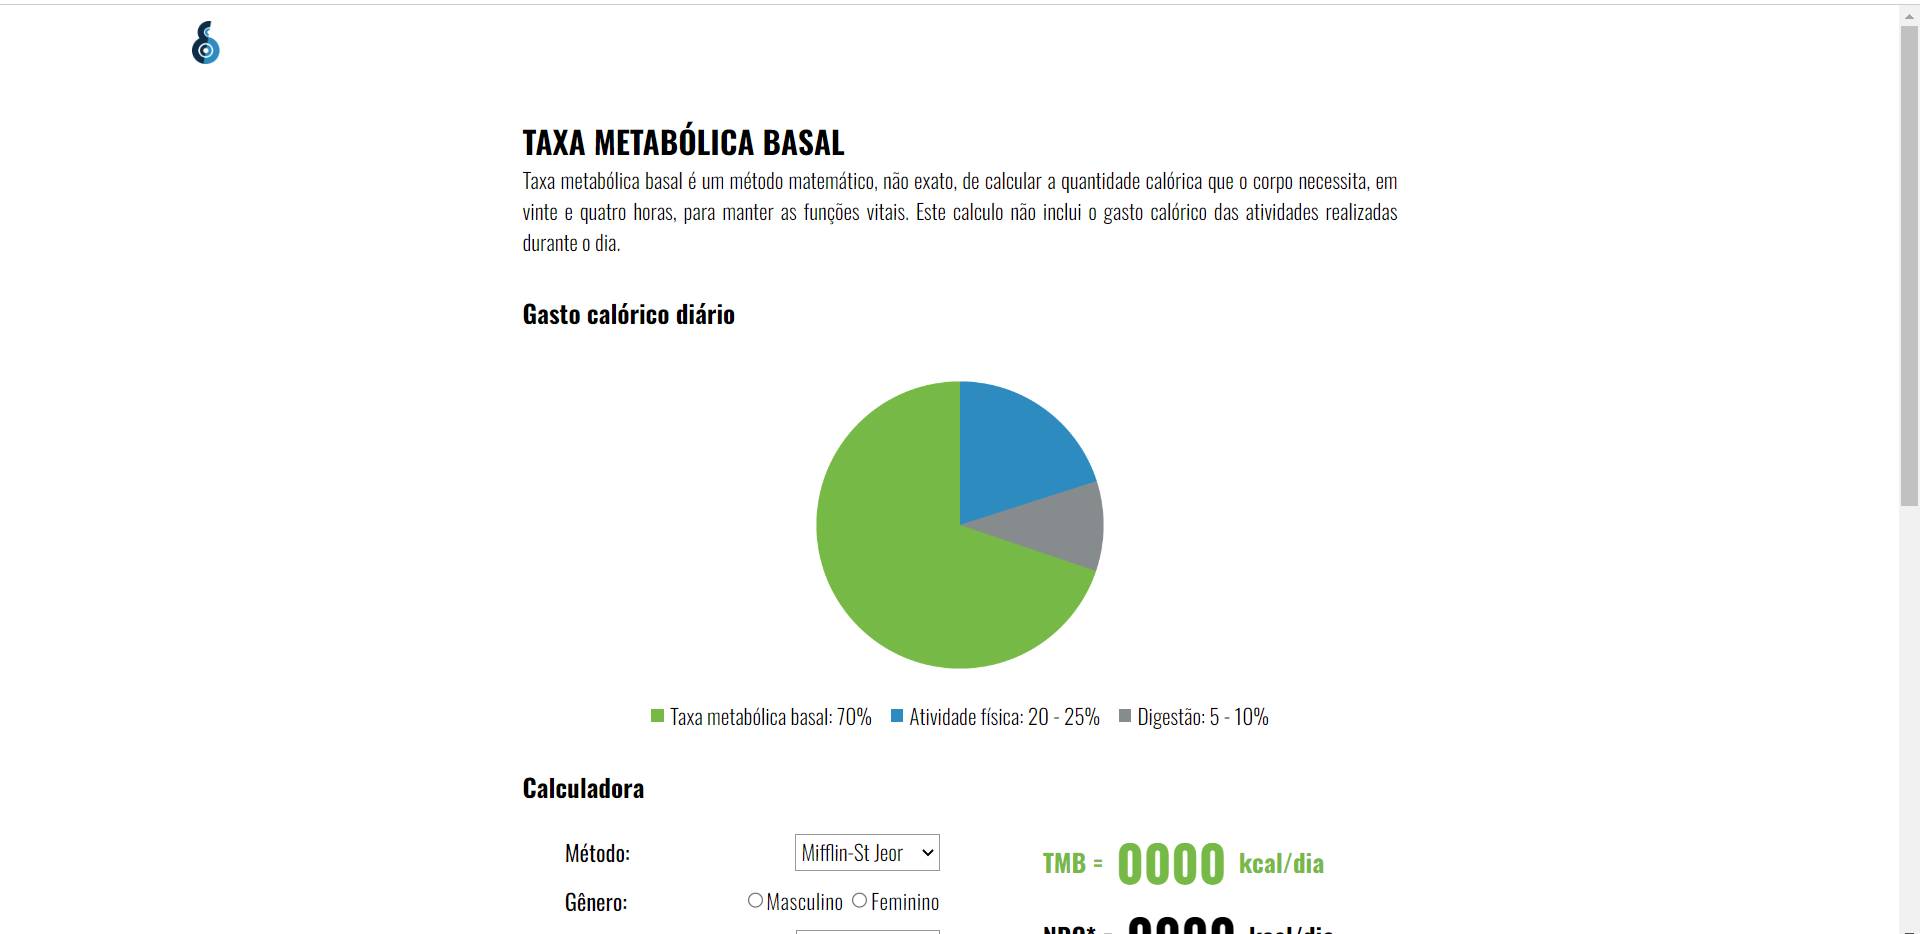 TAXA METABÓLICA BASAL
Taxa metabólica basal é um método matemático, não exato, de calcular a quantidade calórica que o corpo necessita, em
vinte e quatro horas, para manter as funções vitais. Este calculo não inclui o gasto calórico das atividades realizadas
durante o dia.
Gasto calórico diário
Taxa metabólica basal: 70% Atividade física: 20 - 25% Digestão: 5 - 10%
Calculadora
Método: Mifflin-St Jeor
TMB = 0000 kcal/dia
Gênero: Masculino Feminino
0000 kcal/dia